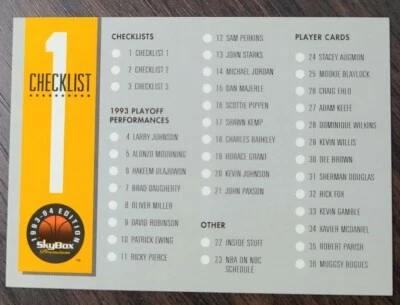 1
CHECKLIST
1993-94 EDITION
SkyBox
CHECKLISTS
1 CHECKLIST 1
2 CHECKLIST 2
3 CHECKLIST 3
1993 PLAYOFF
PERFORMANCES
4 LARRY JOHNSON
5 ALONZO MOURNING
6 HAKEEM OLAJUWON
7 BRAD DAUGHERTY
8 OLIVER MILLER
9 DAVID ROBINSON
10 PATRICK EWING
11 RICKY PIERCE
12 SAM PERKINS
13 JOHN STARKS
14 MICHAEL JORDAN
15 DAN MAJERLE
16 SCOTTIE PIPPEN
17 SHAWN KEMP
18 CHARLES BARKLEY
19 HORACE GRANT
20 KEVIN JOHNSON
21 JOHN PAXSON
OTHER
22 INSIDE STUFF
23 NBA ON NBC
SCHEDULE
PLAYER CARDS
24 STACEY AUGMON
25 MOOKIE BLAYLOCK
26 CRAIG EHLO
27 ADAM KEEFE
28 DOMINIQUE WILKINS
29 KEVIN WILLIS
30 DEE BROWN
31 SHERMAN DOUGLAS
32 RICK FOX
33 KEVIN GAMBLE
34 XAVIER MCDANIEL
35 ROBERT PARISH
36 MUGGSY BOGUES